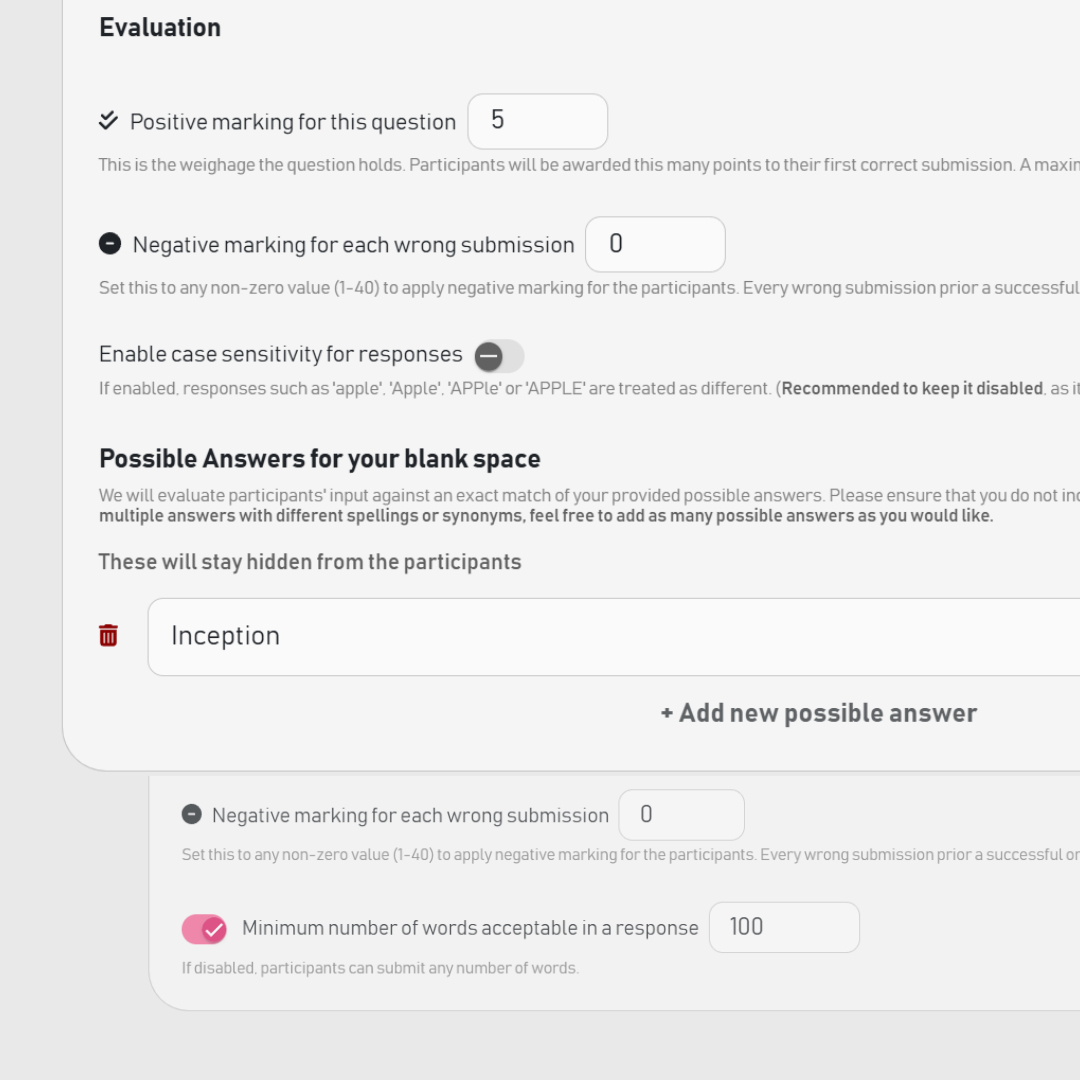 Evaluation
Positive marking for this question 5
This is the weighage the question holds. Participants will be awarded this many points to their first correct submission. A
Negative marking for each wrong submission 0
Set this to any non-zero value (1-40) to apply negative marking for the participants. Every wrong submission prior a successful
Enable case sensitivity for responses
If enabled, responses such as 'apple', 'Apple', 'APPle' or 'APPLE' are treated as different. (Recommended to keep it disabled, as it
Possible Answers for your blank space
We will evaluate participants' input against an exact match of your provided possible answers. Please ensure that you do not
multiple answers with different spellings or synonyms, feel free to add as many possible answers as you would like.
These will stay hidden from the participants
Inception
+ Add new possible answer
Negative marking for each wrong submission 0
Set this to any non-zero value (1-40) to apply negative marking for the participants. Every wrong submission prior a successful or
Minimum number of words acceptable in a response 100
If disabled, participants can submit any number of words.